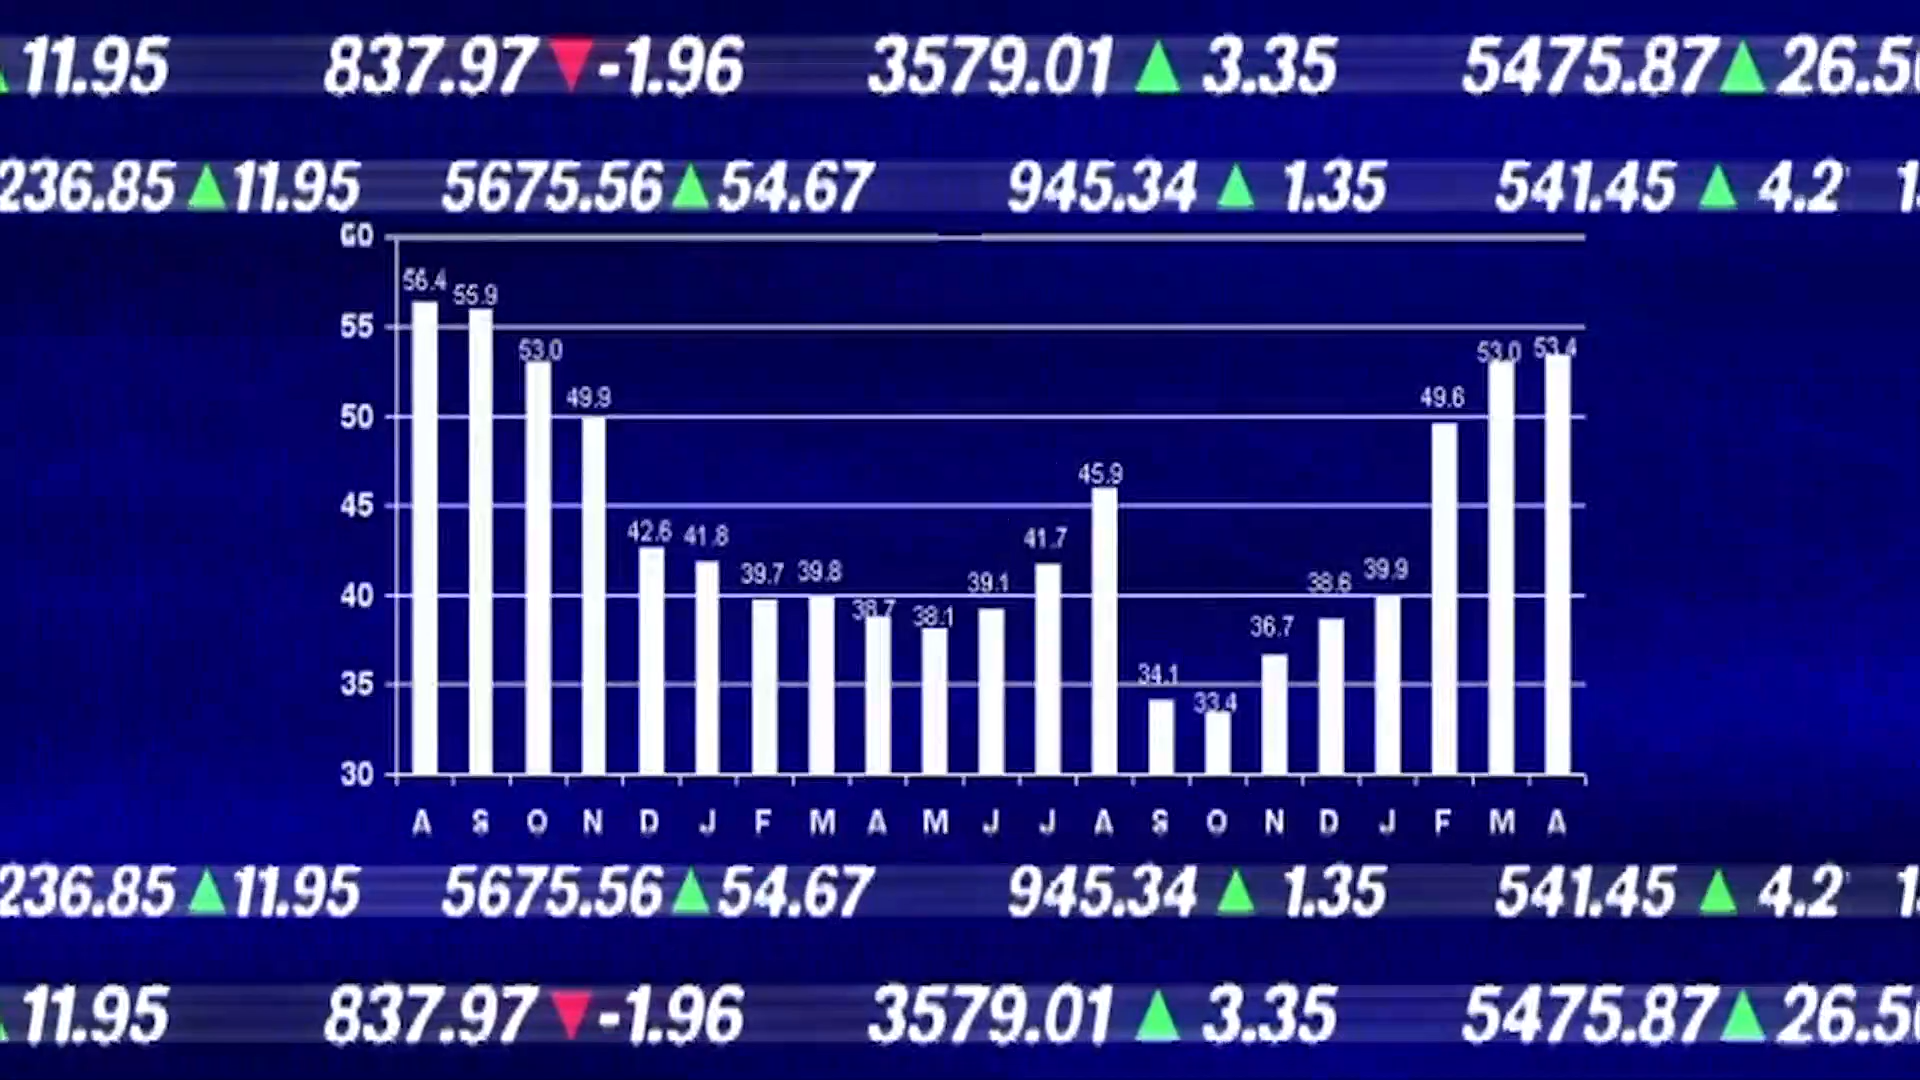 11.95 837.97 ▼ -1.96 3579.01 ▲ 3.35 5475.87 ▲ 26.5
236.85 ▲ 11.95 5675.56 ▲ 54.67 945.34 ▲ 1.35 541.45 ▲ 4.2
60
56.4 55.9 53.0 49.9 42.6 41.8 39.7 39.8 38.7 38.1 39.1 41.7 45.9 34.1 33.4 36.7 38.6 39.9 49.6 53.0 53.4
55
50
45
40
35
30
A S O N D J F M A M J J A S O N D J F M A
236.85 ▲ 11.95 5675.56 ▲ 54.67 945.34 ▲ 1.35 541.45 ▲ 4.2
11.95 837.97 ▼ -1.96 3579.01 ▲ 3.35 5475.87 ▲ 26.5